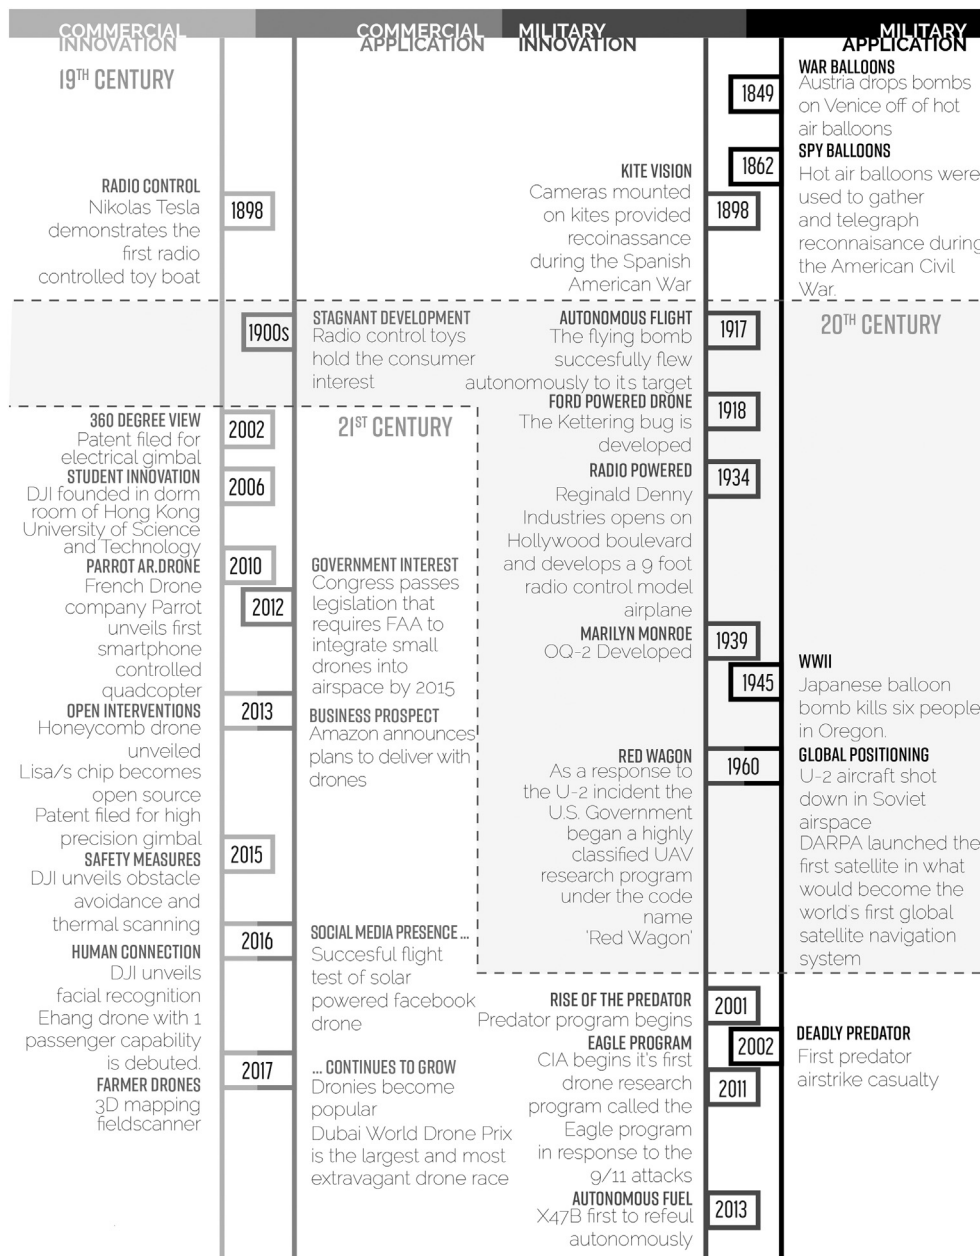 COMMERCIAL
INNOVATION
COMMERCIAL
APPLICATION
MILITARY
INNOVATION
MILITARY
APPLICATION
19TH CENTURY
RADIO CONTROL
Nikolas Tesla
demonstrates the
first radio
controlled toy boat
1898
1900s
STAGNANT DEVELOPMENT
Radio control toys
hold the consumer
interest
360 DEGREE VIEW
Patent filed for
electrical gimbal
2002
21ST CENTURY
STUDENT INNOVATION
DJI founded in dorm
room of Hong Kong
University of Science
and Technology
2006
PARROT AR.DRONE
French Drone
company Parrot
unveils first
smartphone
controlled
quadcopter
2010
2012
GOVERNMENT INTEREST
Congress passes
legislation that
requires FAA to
integrate small
drones into
airspace by 2015
OPEN INTERVENTIONS
Honeycomb drone
unveiled
Lisa/s chip becomes
open source
Patent filed for high
precision gimbal
2013
BUSINESS PROSPECT
Amazon announces
plans to deliver with
drones
SAFETY MEASURES
DJI unveils obstacle
avoidance and
thermal scanning
2015
HUMAN CONNECTION
DJI unveils
facial recognition
Ehang drone with 1
passenger capability
is debuted.
2016
SOCIAL MEDIA PRESENCE ...
Succesful flight
test of solar
powered facebook
drone
FARMER DRONES
3D mapping
fieldscanner
2017
... CONTINUES TO GROW
Dronies become
popular
Dubai World Drone Prix
is the largest and most
extravagant drone race
1849
WAR BALLOONS
Austria drops bombs
on Venice off of hot
air balloons
1862
SPY BALLOONS
Hot air balloons were
used to gather
and telegraph
reconnaisance during
the American Civil
War.
KITE VISION
Cameras mounted
on kites provided
recoinassance
during the Spanish
American War
1898
20TH CENTURY
AUTONOMOUS FLIGHT
The flying bomb
succesfully flew
autonomously to it's target
1917
FORD POWERED DRONE
The Kettering bug is
developed
1918
RADIO POWERED
Reginald Denny
Industries opens on
Hollywood boulevard
and develops a 9 foot
radio control model
airplane
1934
MARILYN MONROE
OQ-2 Developed
1939
1945
WWII
Japanese balloon
bomb kills six people
in Oregon.
RED WAGON
As a response to
the U-2 incident the
U.S. Government
began a highly
classified UAV
research program
under the code
name
'Red Wagon'
1960
GLOBAL POSITIONING
U-2 aircraft shot
down in Soviet
airspace
DARPA launched the
first satellite in what
would become the
world's first global
satellite navigation
system
RISE OF THE PREDATOR
Predator program begins
2001
2002
DEADLY PREDATOR
First predator
airstrike casualty
EAGLE PROGRAM
CIA begins it's first
drone research
program called the
Eagle program
in response to the
9/11 attacks
2011
AUTONOMOUS FUEL
X47B first to refeul
autonomously
2013